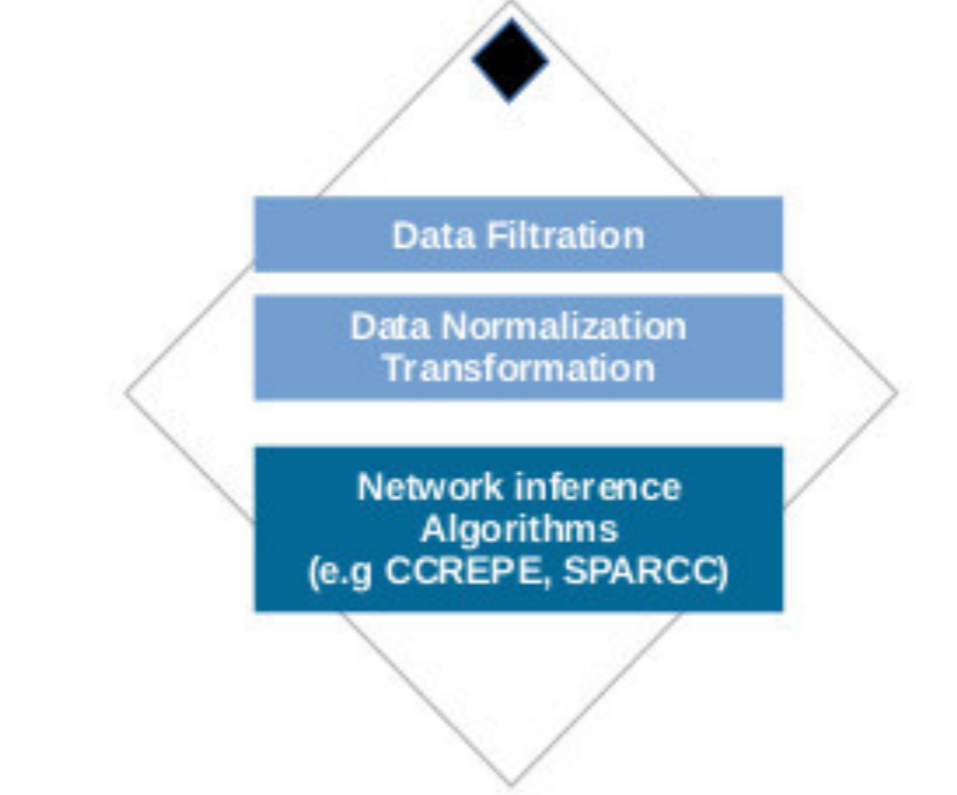 Data Filtration
Data Normalization
Transformation
Network inference
Algorithms
(e.g CCREPE, SPARCC)